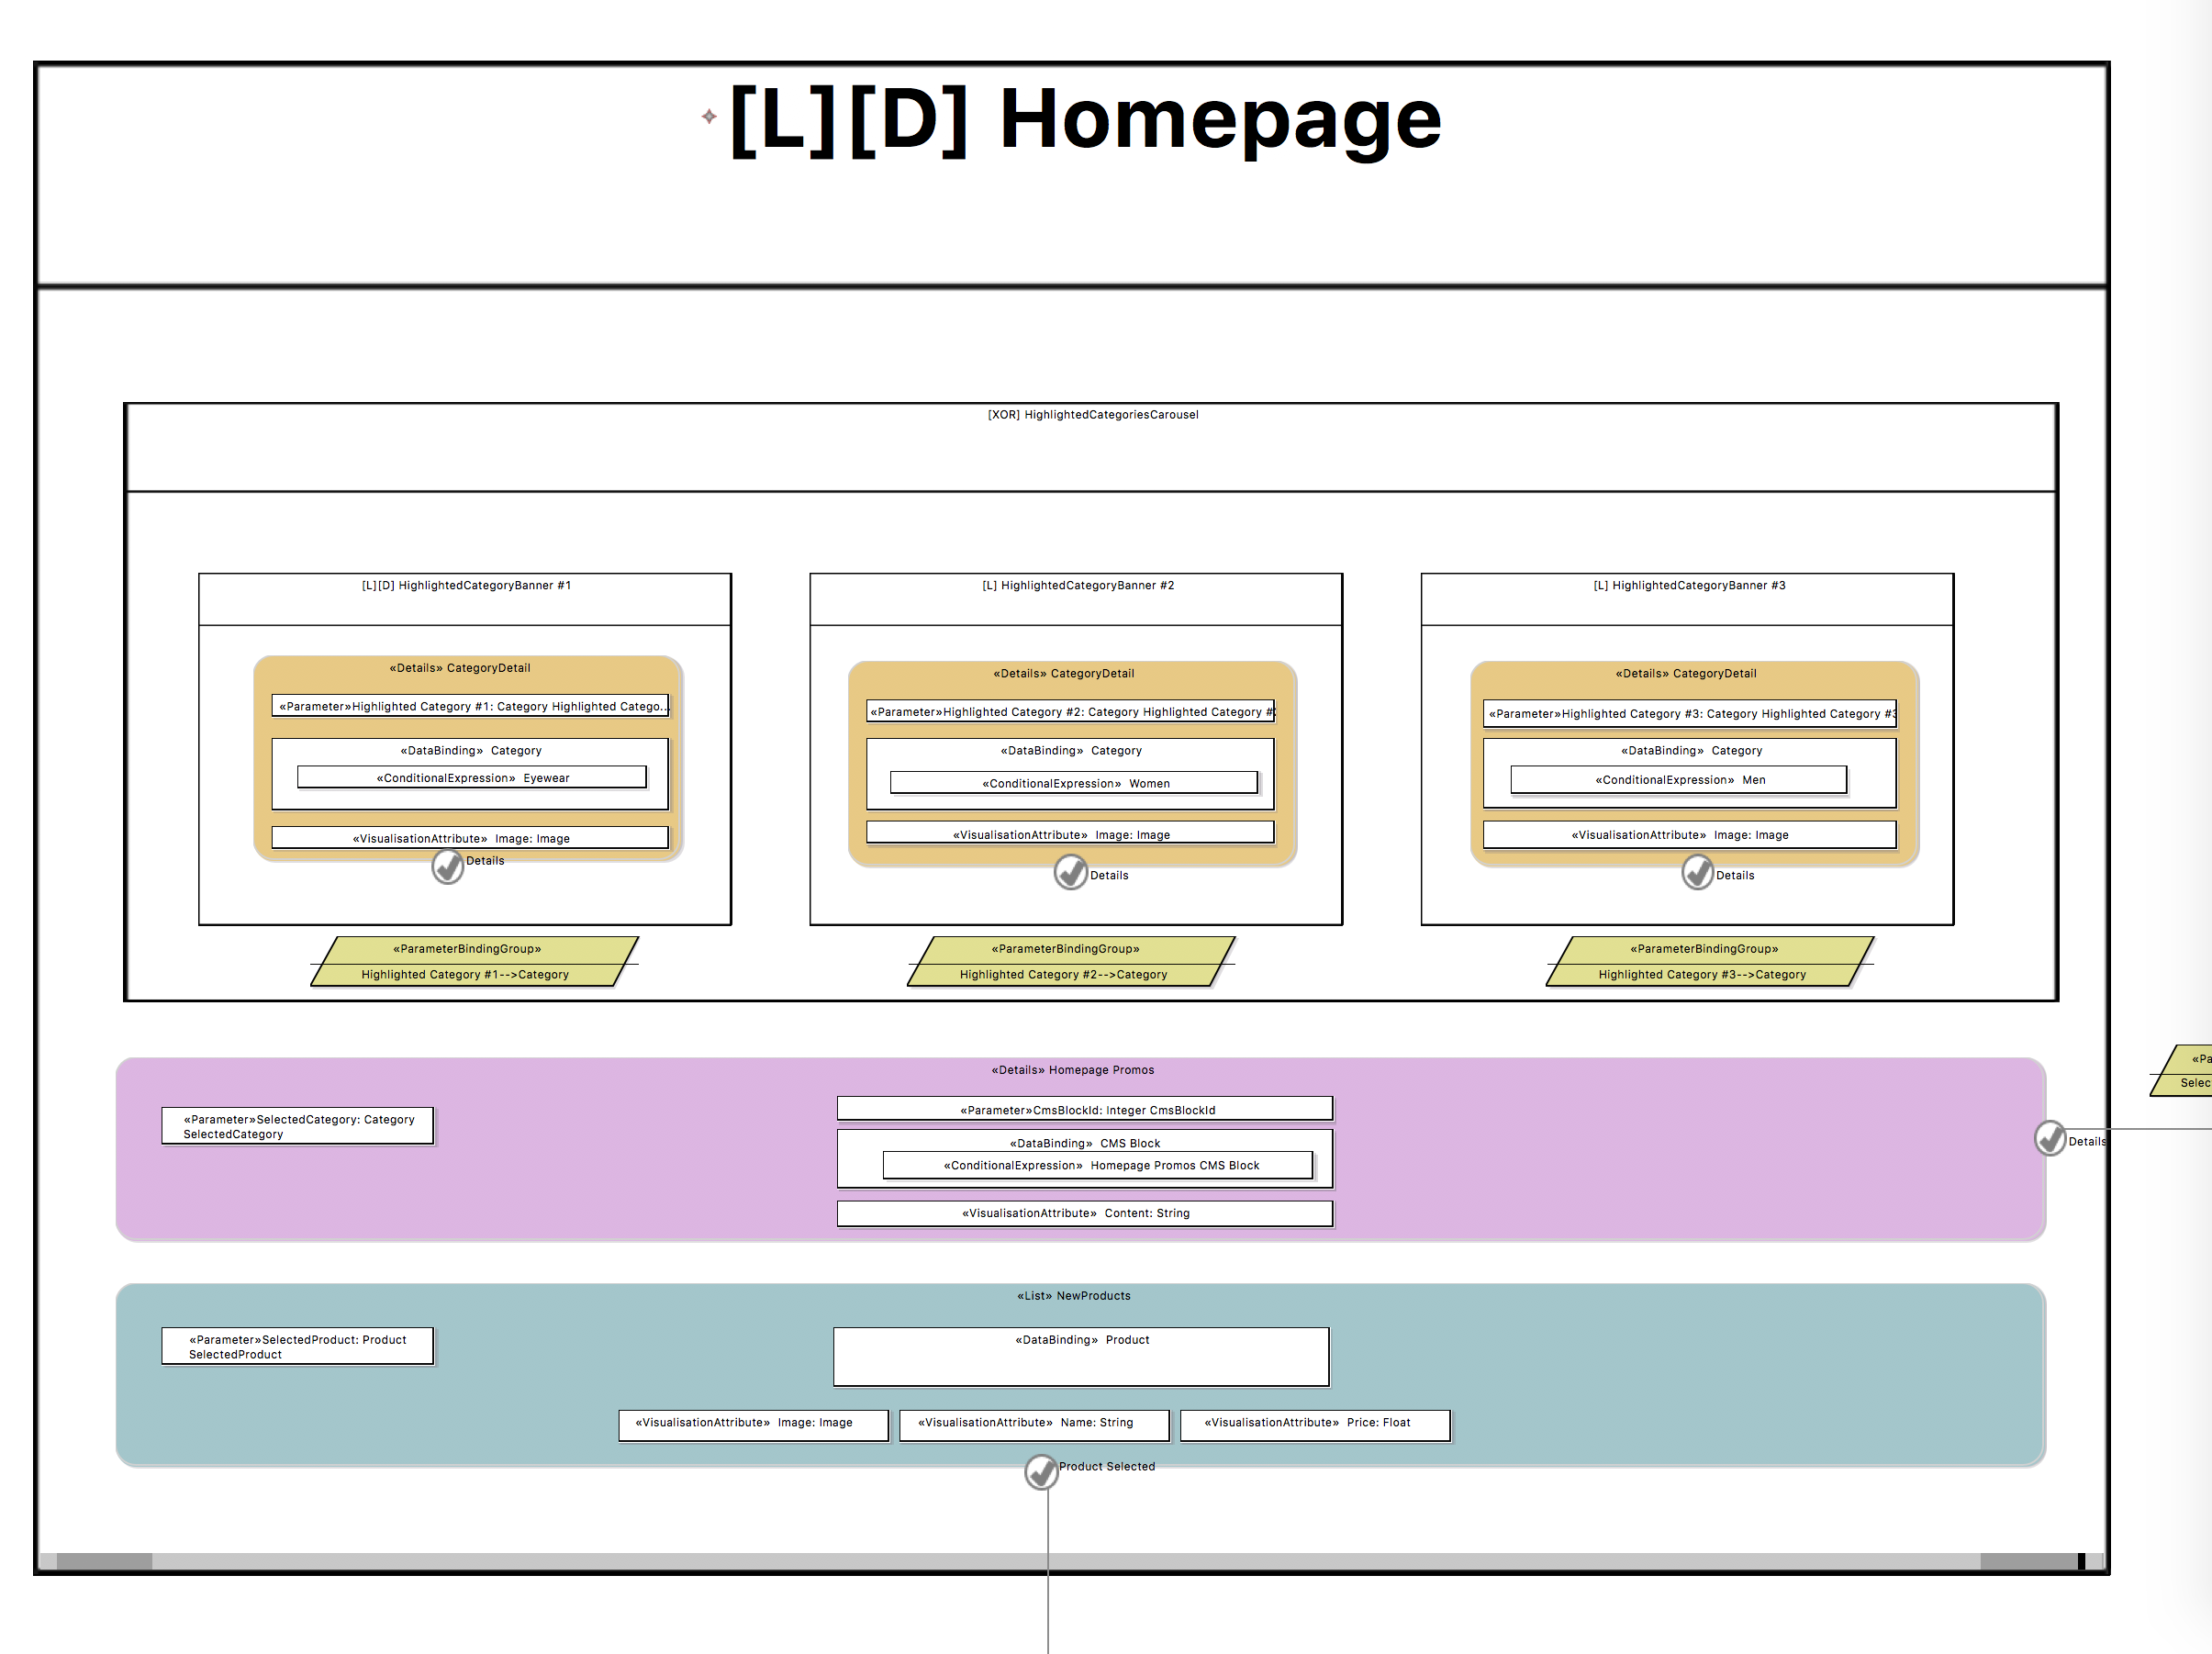 [L][D] Homepage
[XOR] HighlightedCategoriesCarousel
[L][D] HighlightedCategoryBanner #1
«Details» CategoryDetail
«Parameter»Highlighted Category #1: Category Highlighted Catego...
«DataBinding» Category
«ConditionalExpression» Eyewear
«VisualisationAttribute» Image: Image
Details
«ParameterBindingGroup»
Highlighted Category #1-->Category
[L] HighlightedCategoryBanner #2
«Details» CategoryDetail
«Parameter»Highlighted Category #2: Category Highlighted Category #
«DataBinding» Category
«ConditionalExpression» Women
«VisualisationAttribute» Image: Image
Details
«ParameterBindingGroup»
Highlighted Category #2-->Category
[L] HighlightedCategoryBanner #3
«Details» CategoryDetail
«Parameter»Highlighted Category #3: Category Highlighted Category #3
«DataBinding» Category
«ConditionalExpression» Men
«VisualisationAttribute» Image: Image
Details
«ParameterBindingGroup»
Highlighted Category #3-->Category
«Details» Homepage Promos
«Parameter»SelectedCategory: Category
SelectedCategory
«Parameter»CmsBlockId: Integer CmsBlockId
«DataBinding» CMS Block
«ConditionalExpression» Homepage Promos CMS Block
«VisualisationAttribute» Content: String
Details
«Pa
Selec
«List» NewProducts
«Parameter»SelectedProduct: Product
SelectedProduct
«DataBinding» Product
«VisualisationAttribute» Image: Image
«VisualisationAttribute» Name: String
«VisualisationAttribute» Price: Float
Product Selected